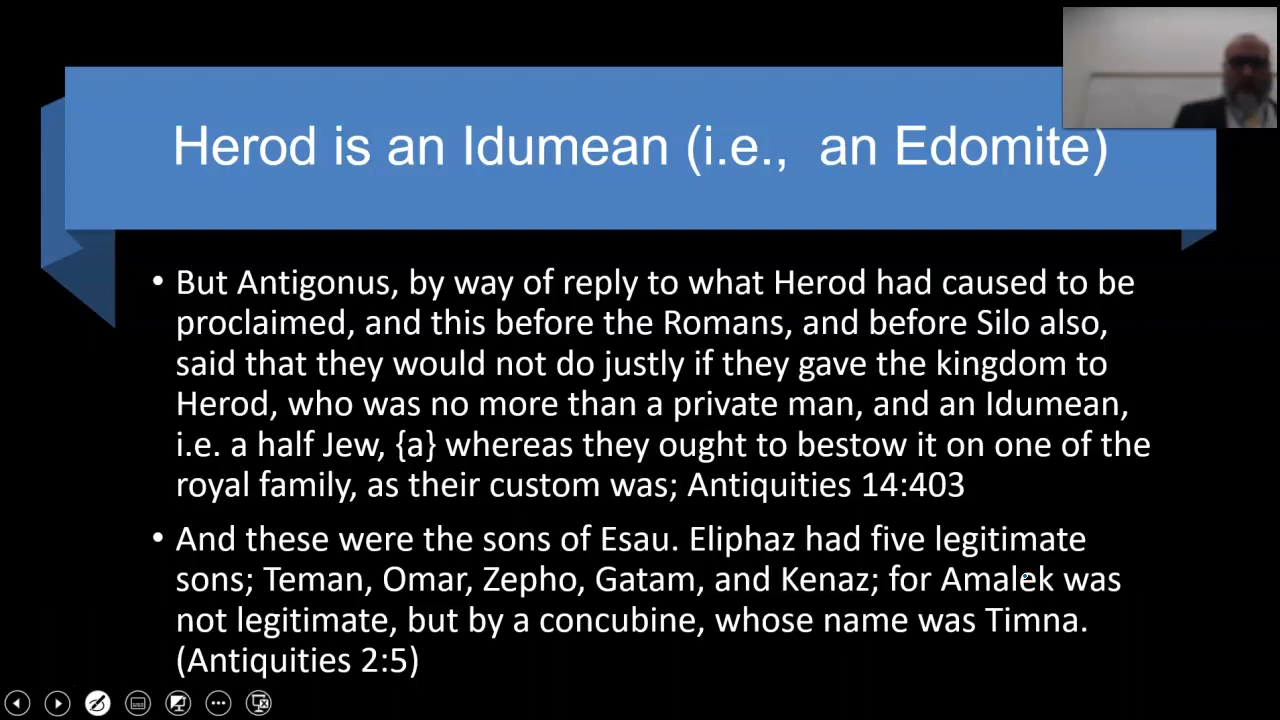 Herod is an Idumean (i.e., an Edomite)
• But Antigonus, by way of reply to what Herod had caused to be
proclaimed, and this before the Romans, and before Silo also,
said that they would not do justly if they gave the kingdom to
Herod, who was no more than a private man, and an Idumean,
i.e. a half Jew, {a} whereas they ought to bestow it on one of the
royal family, as their custom was; Antiquities 14:403
• And these were the sons of Esau. Eliphaz had five legitimate
sons; Teman, Omar, Zepho, Gatam, and Kenaz; for Amalek was
not legitimate, but by a concubine, whose name was Timna.
(Antiquities 2:5)